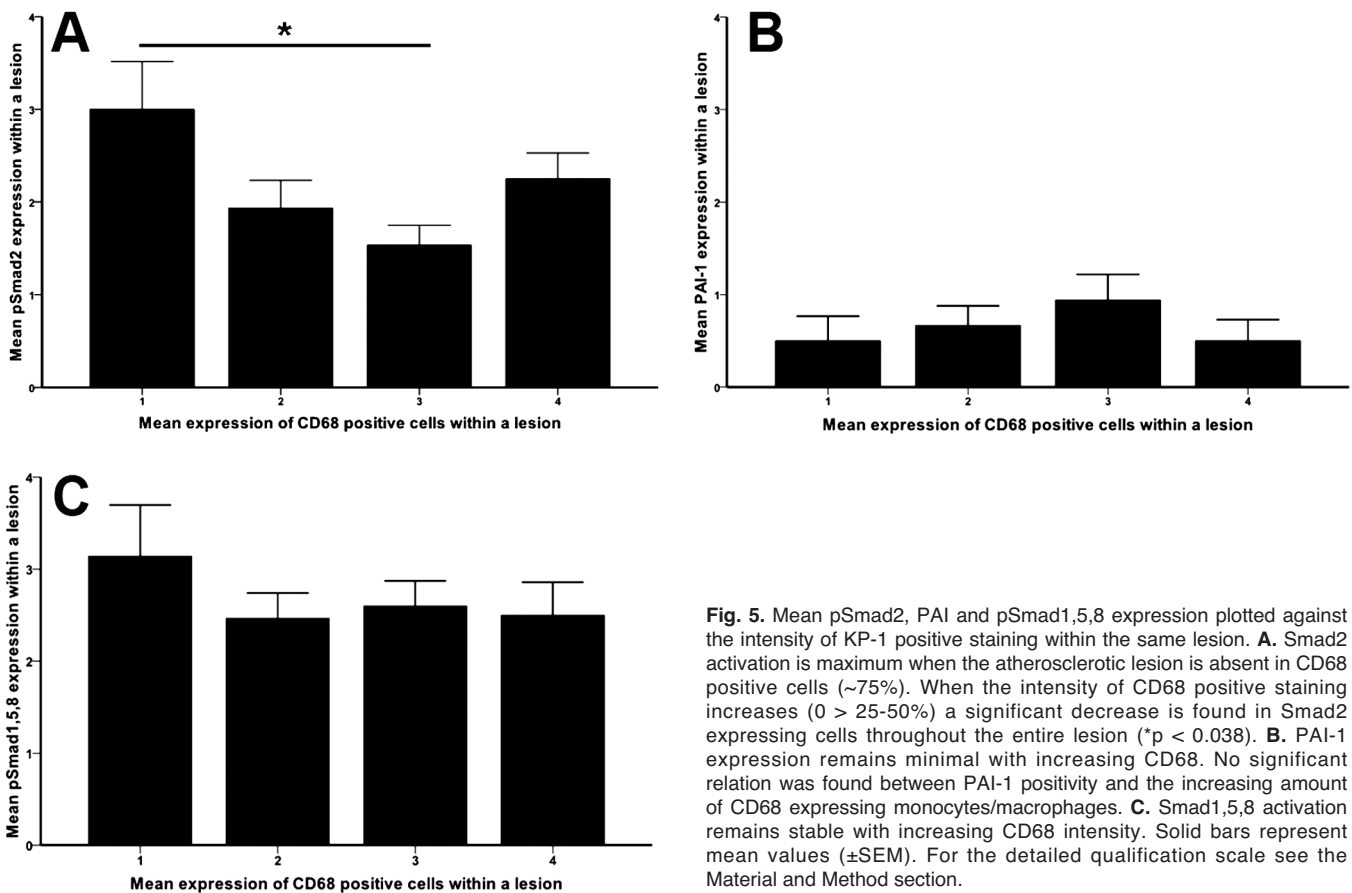 A
*
Mean pSmad2 expression within a lesion
4
3
2
1
0
1 2 3 4
Mean expression of CD68 positive cells within a lesion
B
Mean PAI-1 expression within a lesion
4
3
2
1
0
1 2 3 4
Mean expression of CD68 positive cells within a lesion
C
Mean pSmad1,5,8 expression within a lesion
4
3
2
1
0
1 2 3 4
Mean expression of CD68 positive cells within a lesion
Fig. 5. Mean pSmad2, PAI and pSmad1,5,8 expression plotted against
the intensity of KP-1 positive staining within the same lesion. A. Smad2
activation is maximum when the atherosclerotic lesion is absent in CD68
positive cells (~75%). When the intensity of CD68 positive staining
increases (0 > 25-50%) a significant decrease is found in Smad2
expressing cells throughout the entire lesion (*p < 0.038). B. PAI-1
expression remains minimal with increasing CD68. No significant
relation was found between PAI-1 positivity and the increasing amount
of CD68 expressing monocytes/macrophages. C. Smad1,5,8 activation
remains stable with increasing CD68 intensity. Solid bars represent
mean values (±SEM). For the detailed qualification scale see the
Material and Method section.